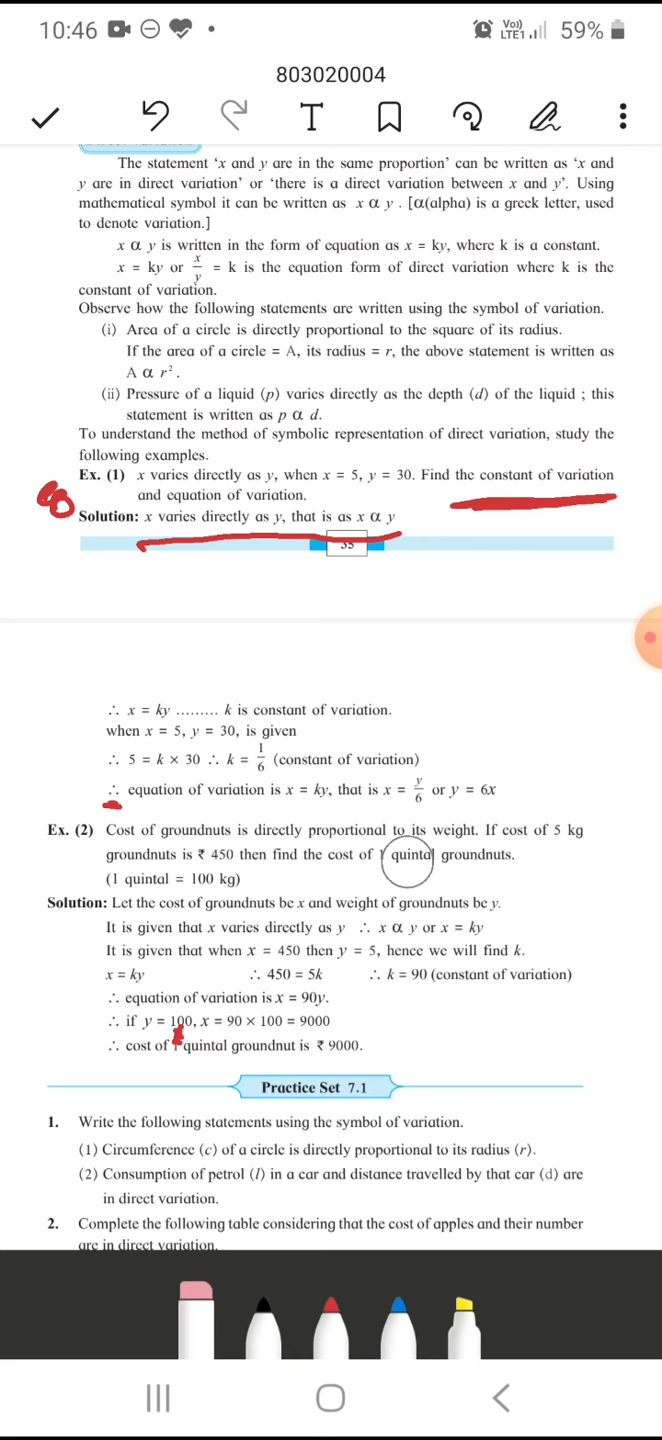 10:46 Vo)) LTE1 59%
803020004
T
The statement ‘x and y are in the same proportion’ can be written as ‘x and
y are in direct variation’ or ‘there is a direct variation between x and y’. Using
mathematical symbol it can be written as x α y . [α(alpha) is a greek letter, used
to denote variation.]
x α y is written in the form of equation as x = ky, where k is a constant.
x = ky or x/y = k is the equation form of direct variation where k is the
constant of variation.
Observe how the following statements are written using the symbol of variation.
(i) Area of a circle is directly proportional to the square of its radius.
If the area of a circle = A, its radius = r, the above statement is written as
A α r².
(ii) Pressure of a liquid (p) varies directly as the depth (d) of the liquid ; this
statement is written as p α d.
To understand the method of symbolic representation of direct variation, study the
following examples.
Ex. (1) x varies directly as y, when x = 5, y = 30. Find the constant of variation
and equation of variation.
Solution: x varies directly as y, that is as x α y
35
∴ x = ky ......... k is constant of variation.
when x = 5, y = 30, is given
∴ 5 = k × 30 ∴ k = 1/6 (constant of variation)
∴ equation of variation is x = ky, that is x = y/6 or y = 6x
Ex. (2) Cost of groundnuts is directly proportional to its weight. If cost of 5 kg
groundnuts is ₹ 450 then find the cost of 1 quintal groundnuts.
(1 quintal = 100 kg)
Solution: Let the cost of groundnuts be x and weight of groundnuts be y.
It is given that x varies directly as y ∴ x α y or x = ky
It is given that when x = 450 then y = 5, hence we will find k.
x = ky ∴ 450 = 5k ∴ k = 90 (constant of variation)
∴ equation of variation is x = 90y.
∴ if y = 100, x = 90 × 100 = 9000
∴ cost of 1 quintal groundnut is ₹ 9000.
Practice Set 7.1
1. Write the following statements using the symbol of variation.
(1) Circumference (c) of a circle is directly proportional to its radius (r).
(2) Consumption of petrol (l) in a car and distance travelled by that car (d) are
in direct variation.
2. Complete the following table considering that the cost of apples and their number
are in direct variation.